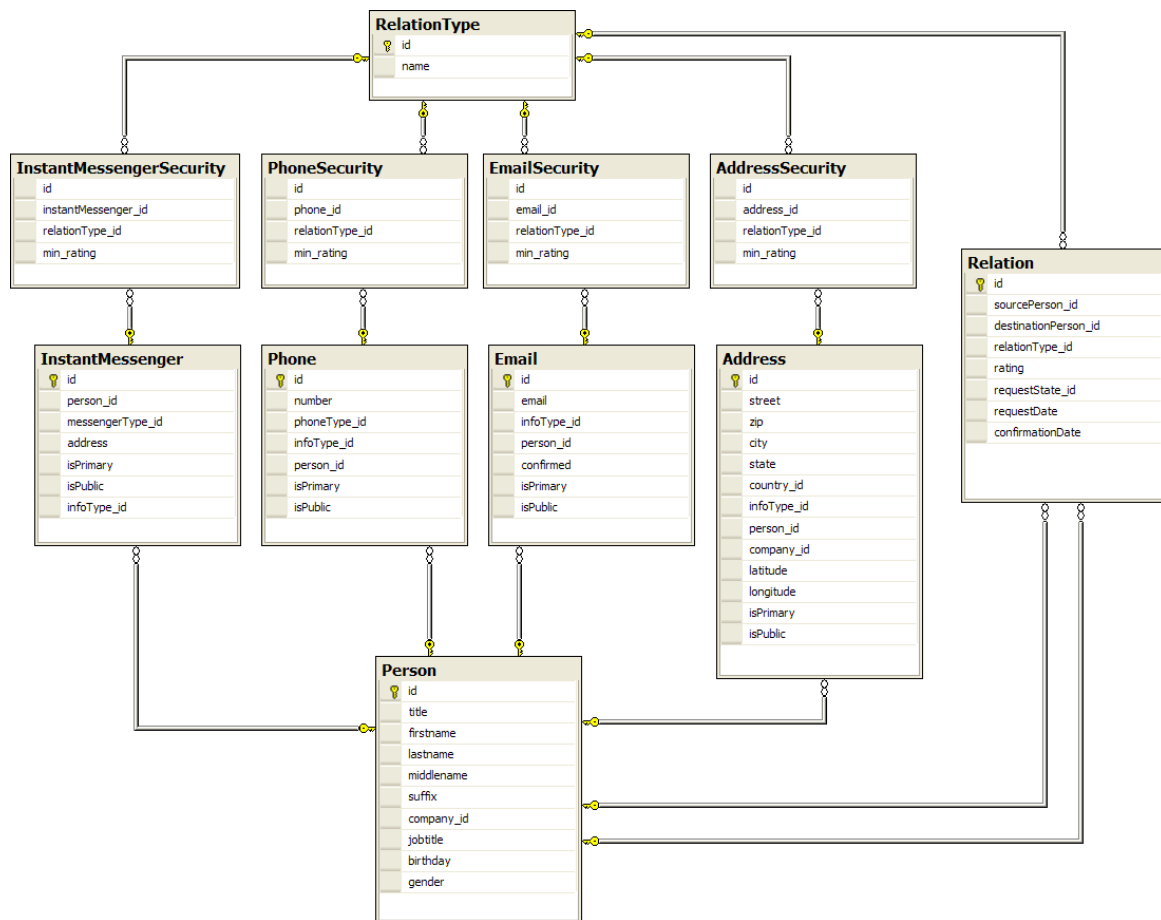 RelationType
id
name
InstantMessengerSecurity
id
instantMessenger_id
relationType_id
min_rating
PhoneSecurity
id
phone_id
relationType_id
min_rating
EmailSecurity
id
email_id
relationType_id
min_rating
AddressSecurity
id
address_id
relationType_id
min_rating
Relation
id
sourcePerson_id
destinationPerson_id
relationType_id
rating
requestState_id
requestDate
confirmationDate
InstantMessenger
id
person_id
messengerType_id
address
isPrimary
isPublic
infoType_id
Phone
id
number
phoneType_id
infoType_id
person_id
isPrimary
isPublic
Email
id
email
infoType_id
person_id
confirmed
isPrimary
isPublic
Address
id
street
zip
city
state
country_id
infoType_id
person_id
company_id
latitude
longitude
isPrimary
isPublic
Person
id
title
firstname
lastname
middlename
suffix
company_id
jobtitle
birthday
gender